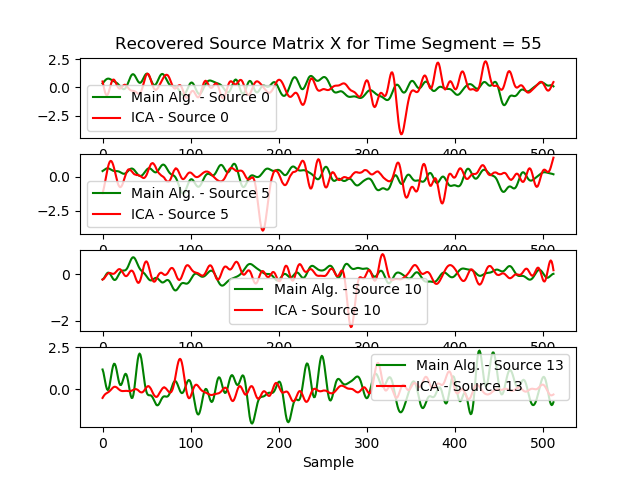 Recovered Source Matrix X for Time Segment = 55
2.5
0.0
−2.5
Main Alg. - Source 0
ICA - Source 0
0 100 200 300 400 500
0.0
−2.5
Main Alg. - Source 5
ICA - Source 5
0 100 200 300 400 500
0
−2
Main Alg. - Source 10
ICA - Source 10
0 100 200 300 400 500
2.5
0.0
Main Alg. - Source 13
ICA - Source 13
0 100 200 300 400 500
Sample